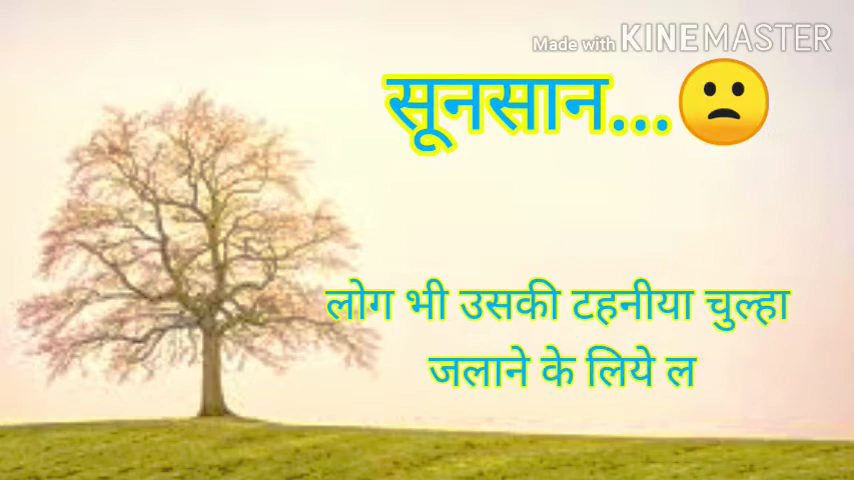 Made with KINEMASTER
सूनसान...
लोग भी उसकी टहनीया चुल्हा
जलाने के लिये ल